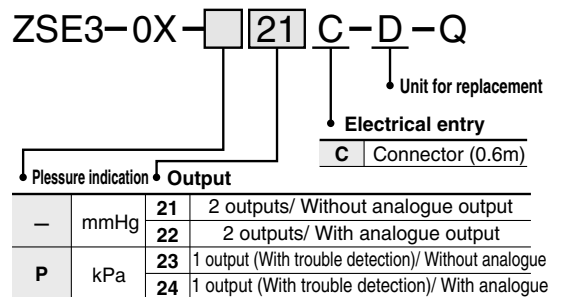 ZSE3-0X- 21 C-D-Q
Unit for replacement
Electrical entry
C Connector (0.6m)
Plessure indication Output
– mmHg 21 2 outputs/ Without analogue output
22 2 outputs/ With analogue output
P kPa 23 1 output (With trouble detection)/ Without analogue
24 1 output (With trouble detection)/ With analogue